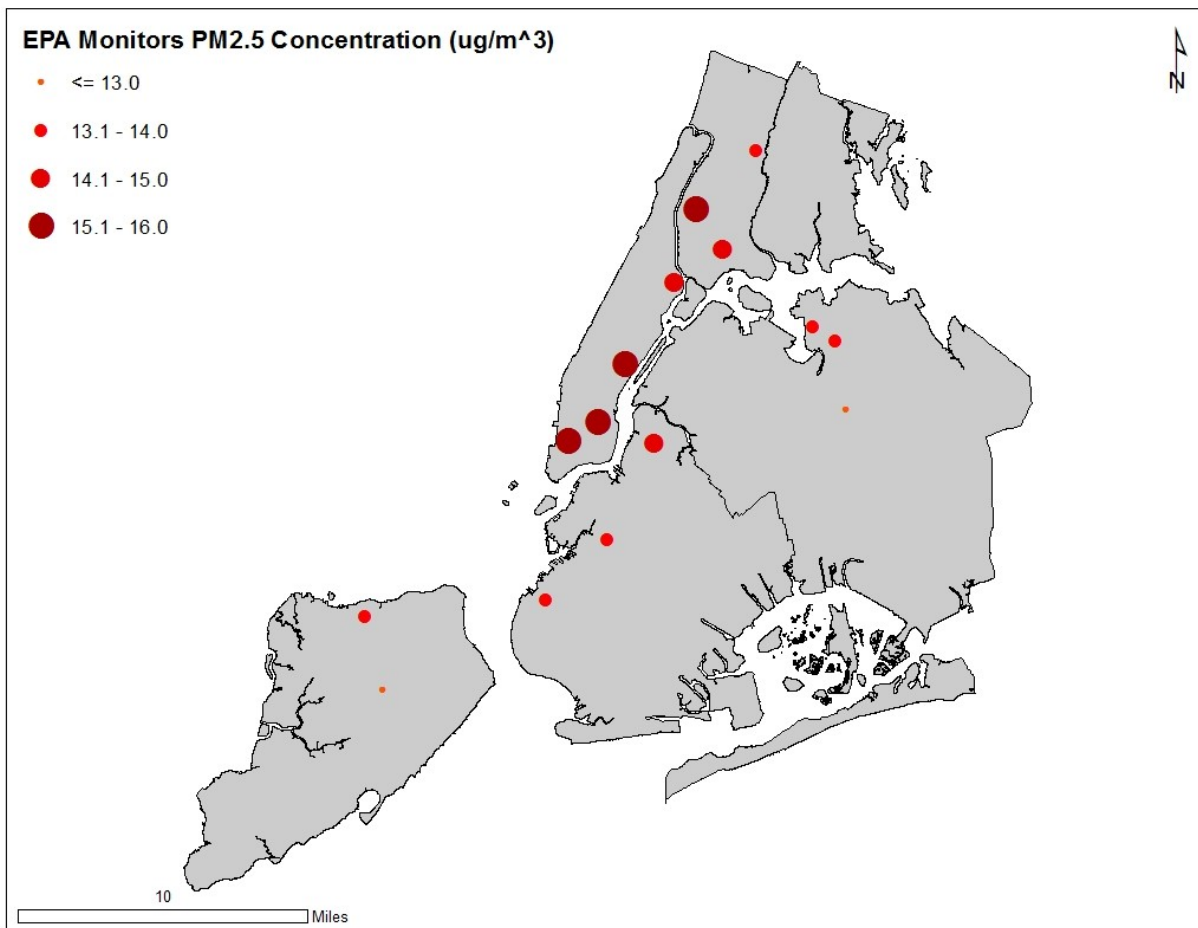 EPA Monitors PM2.5 Concentration (ug/m^3)
<= 13.0
13.1 - 14.0
14.1 - 15.0
15.1 - 16.0
N
10
Miles